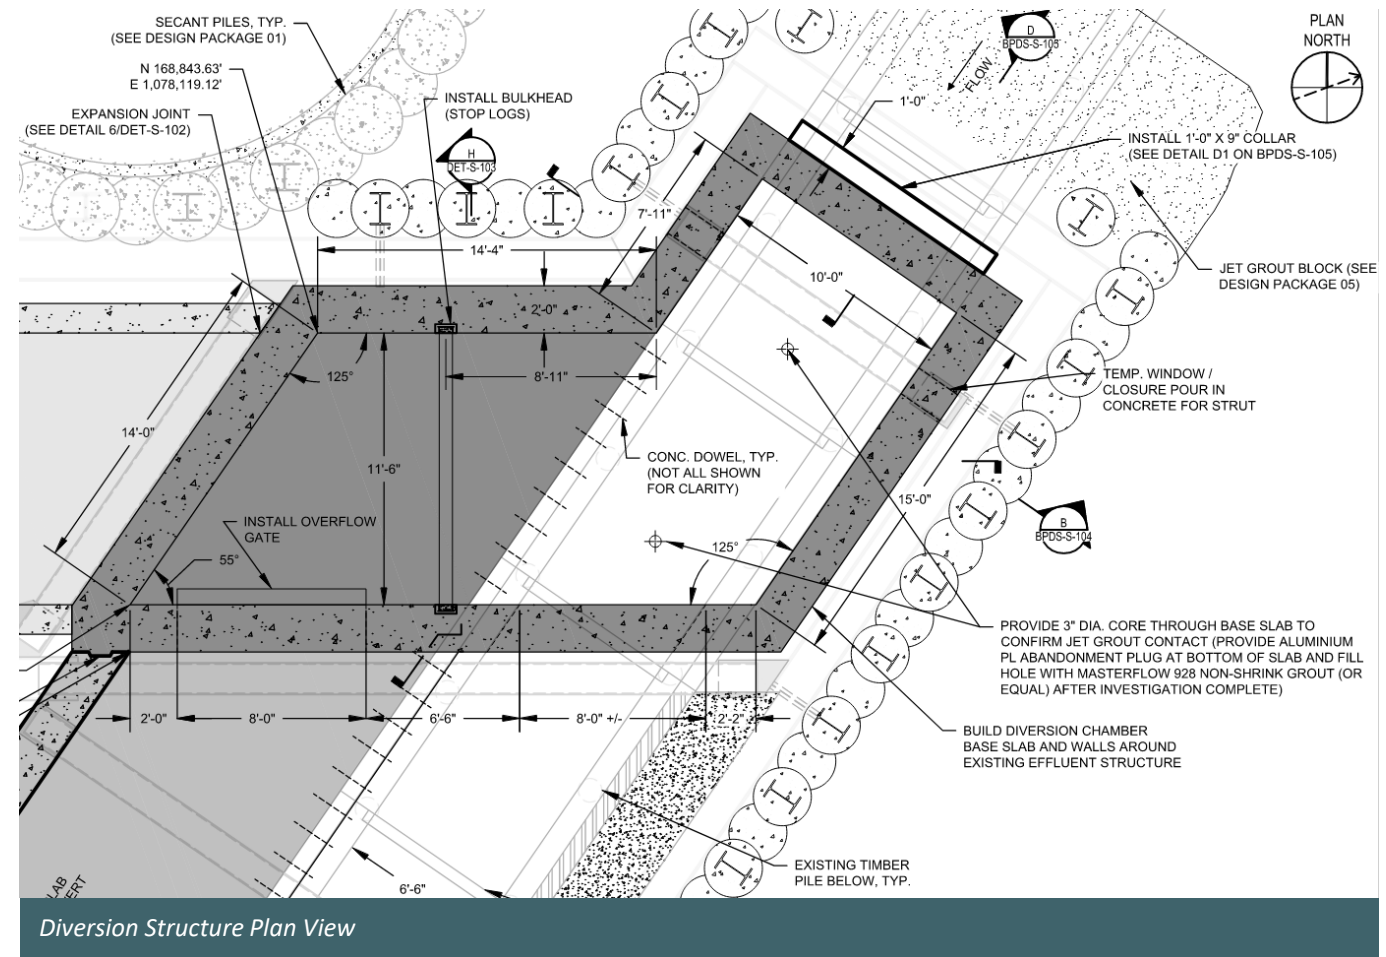 SECANT PILES, TYP.
(SEE DESIGN PACKAGE 01)
N 168,843.63'
E 1,078,119.12'
EXPANSION JOINT
(SEE DETAIL 6/DET-S-102)
INSTALL BULKHEAD
(STOP LOGS)
H
DET-S-103
D
BPDS-S-105
FLOW
PLAN
NORTH
1'-0"
INSTALL 1'-0" X 9" COLLAR
(SEE DETAIL D1 ON BPDS-S-105)
7'-11"
14'-4"
10'-0"
JET GROUT BLOCK (SEE
DESIGN PACKAGE 05)
2'-0"
125°
8'-11"
TEMP. WINDOW /
CLOSURE POUR IN
CONCRETE FOR STRUT
14'-0"
11'-6"
CONC. DOWEL, TYP.
(NOT ALL SHOWN
FOR CLARITY)
15'-0"
INSTALL OVERFLOW
GATE
B
BPDS-S-104
55°
125°
PROVIDE 3" DIA. CORE THROUGH BASE SLAB TO
CONFIRM JET GROUT CONTACT (PROVIDE ALUMINIUM
PL ABANDONMENT PLUG AT BOTTOM OF SLAB AND FILL
HOLE WITH MASTERFLOW 928 NON-SHRINK GROUT (OR
EQUAL) AFTER INVESTIGATION COMPLETE)
2'-0"
8'-0"
6'-6"
8'-0" +/-
2'-2"
BUILD DIVERSION CHAMBER
BASE SLAB AND WALLS AROUND
EXISTING EFFLUENT STRUCTURE
EXISTING TIMBER
PILE BELOW, TYP.
6'-6"
LAB
VERT
Diversion Structure Plan View